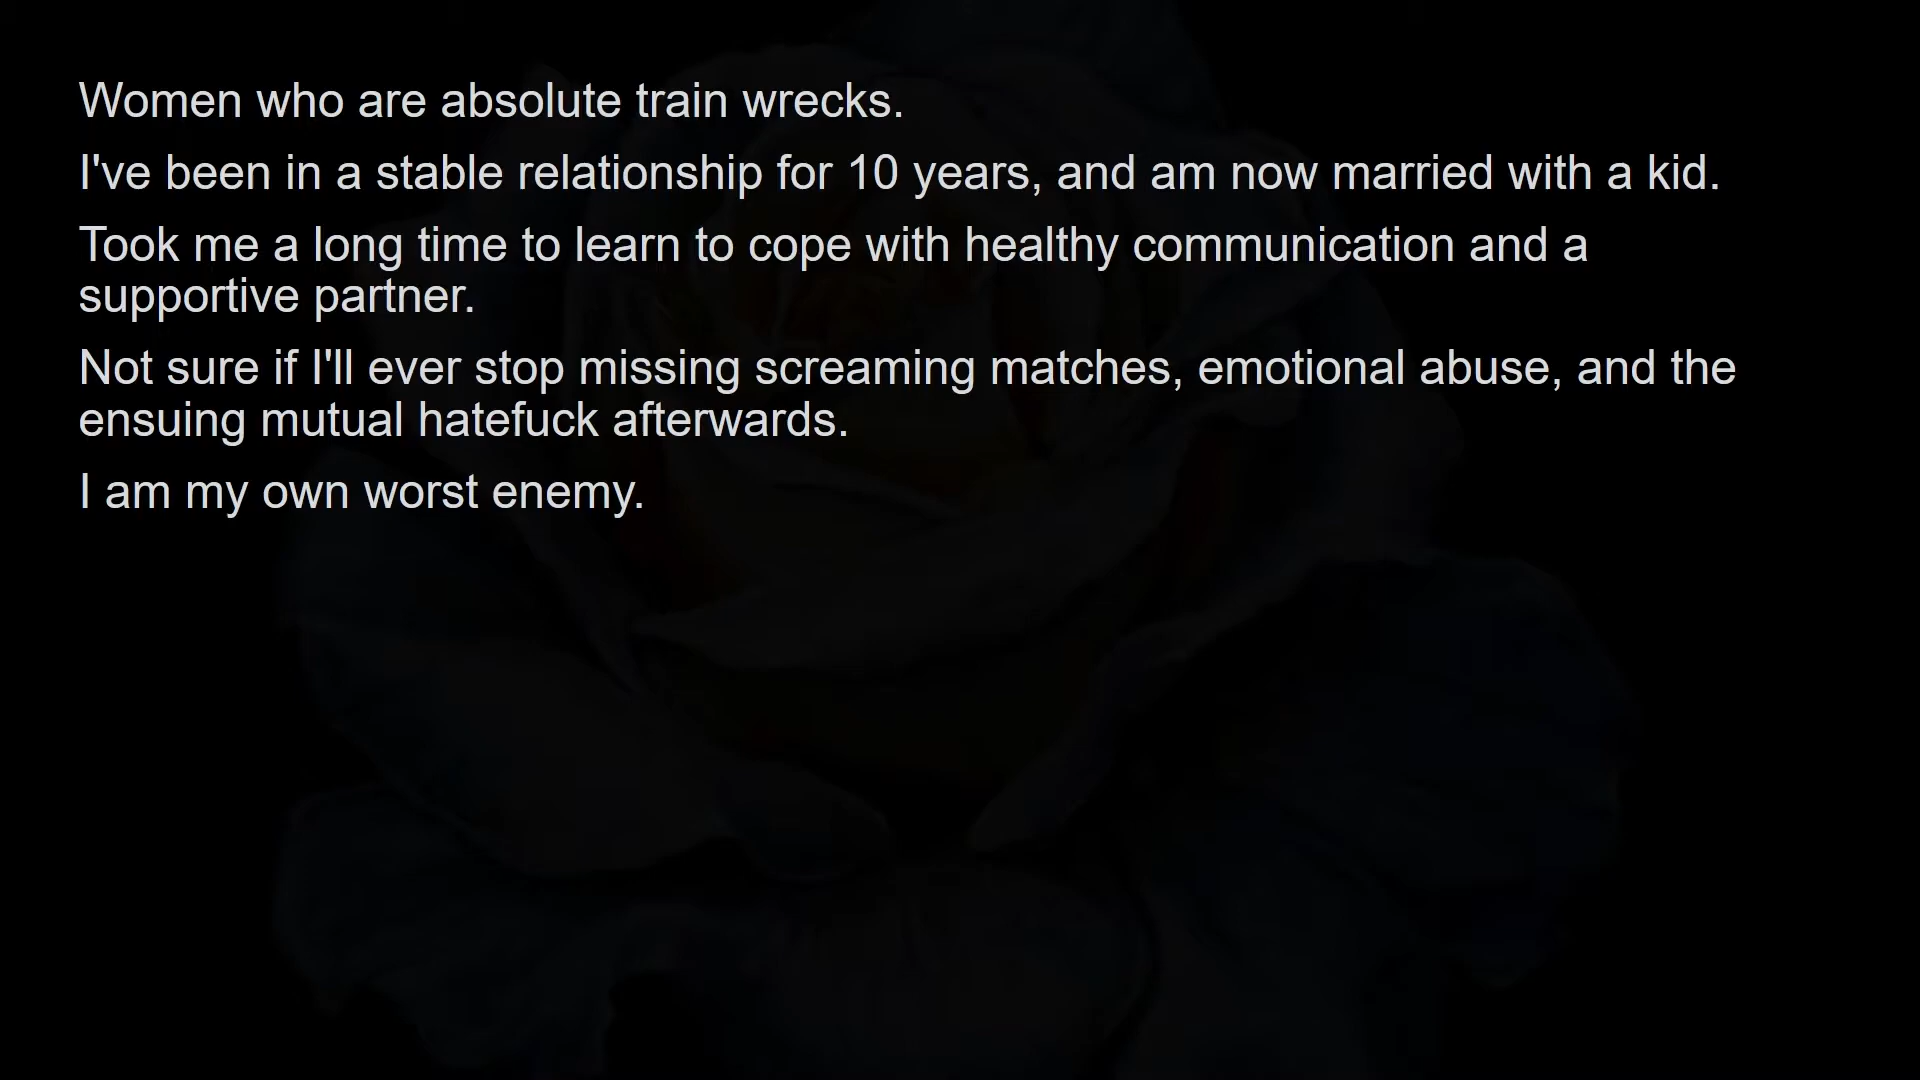 Women who are absolute train wrecks.
I've been in a stable relationship for 10 years, and am now married with a kid.
Took me a long time to learn to cope with healthy communication and a
supportive partner.
Not sure if I'll ever stop missing screaming matches, emotional abuse, and the
ensuing mutual hatefuck afterwards.
I am my own worst enemy.